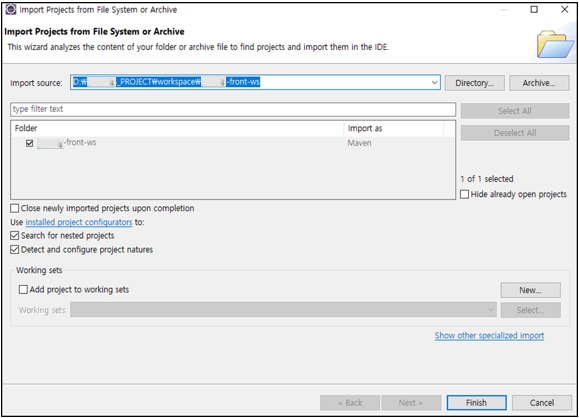 Import Projects from File System or Archive
Import Projects from File System or Archive
This wizard analyzes the content of your folder or archive file to find projects and import them in the IDE.
Import source: D:₩ _PROJECT₩workspace₩ -front-ws Directory... Archive...
type filter text Select All
Folder Import as Deselect All
-front-ws Maven
1 of 1 selected
Hide already open projects
Close newly imported projects upon completion
Use installed project configurators to:
Search for nested projects
Detect and configure project natures
Working sets
Add project to working sets New...
Working sets: Select...
Show other specialized import
< Back Next > Finish Cancel